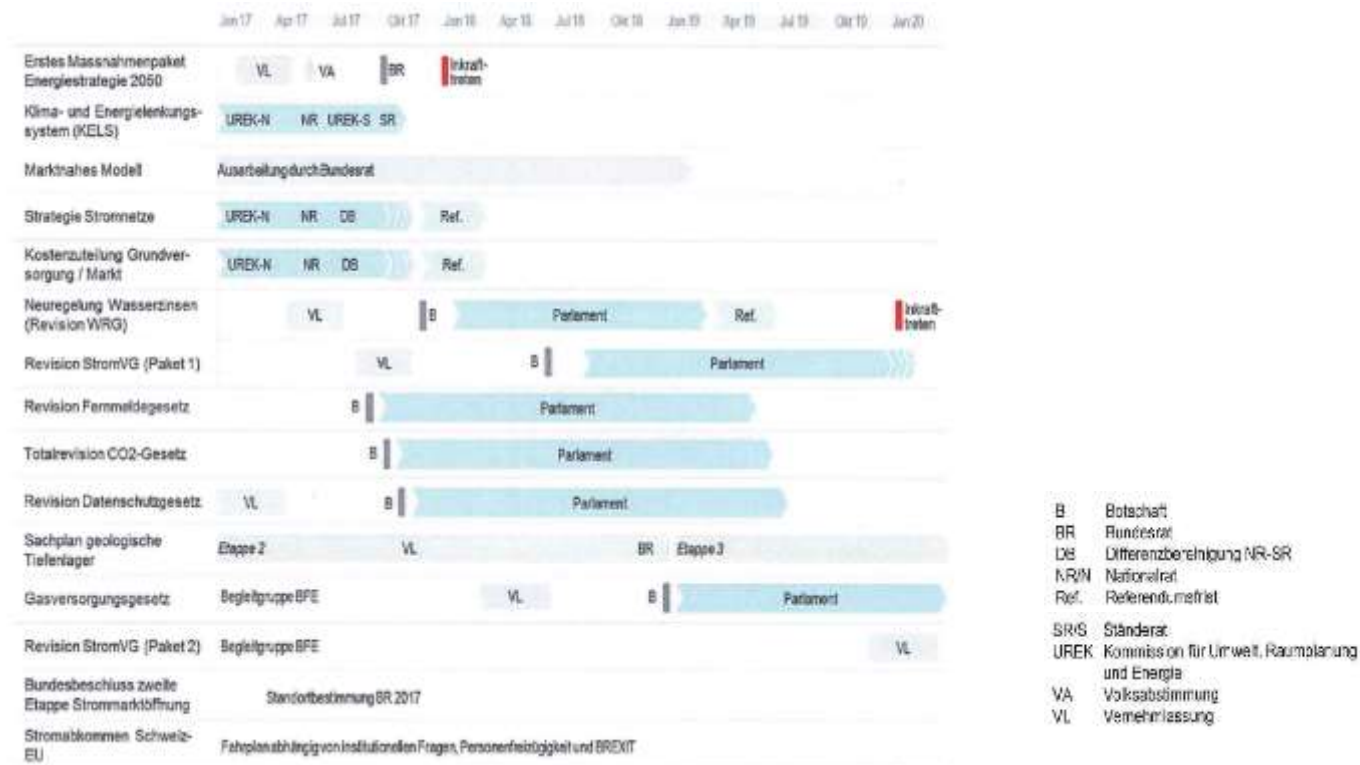 Jan 17 Apr 17 Jul 17 Okt 17 Jan 18 Apr 18 Jul 18 Okt 18 Jan 19 Apr 19 Jul 19 Okt 19 Jan 20
Erstes Massnahmenpaket
Energiestrategie 2050
VL VA BR Inkraft-
treten
Klima- und Energielenkungs-
system (KELS)
UREK-N NR UREK-S SR
Marktnahes Modell Ausarbeitung durch Bundesrat
Strategie Stromnetze UREK-N NR DB Ref.
Kostenzuteilung Grundver-
sorgung / Markt
UREK-N NR DB Ref.
Neuregelung Wasserzinsen
(Revision WRG)
VL B Parlament Ref. Inkraft-
treten
Revision StromVG (Paket 1) VL B Parlament
Revision Fernmeldegesetz B Parlament
Totalrevision CO2-Gesetz B Parlament
Revision Datenschutzgesetz VL B Parlament
Sachplan geologische
Tiefenlager
Etappe 2 VL BR Etappe 3
Gasversorgungsgesetz Begleitgruppe BFE VL B Parlament
Revision StromVG (Paket 2) Begleitgruppe BFE VL
Bundesbeschluss zweite
Etappe Strommarktöffnung
Standortbestimmung BR 2017
Stromabkommen Schweiz-
EU
Fahrplan abhängig von institutionellen Fragen, Personenfreizügigkeit und BREXIT
B Botschaft
BR Bundesrat
DB Differenzbereinigung NR-SR
NR/N Nationalrat
Ref. Referendumsfrist
SR/S Ständerat
UREK Kommission für Umwelt, Raumplanung
und Energie
VA Volksabstimmung
VL Vernehmlassung